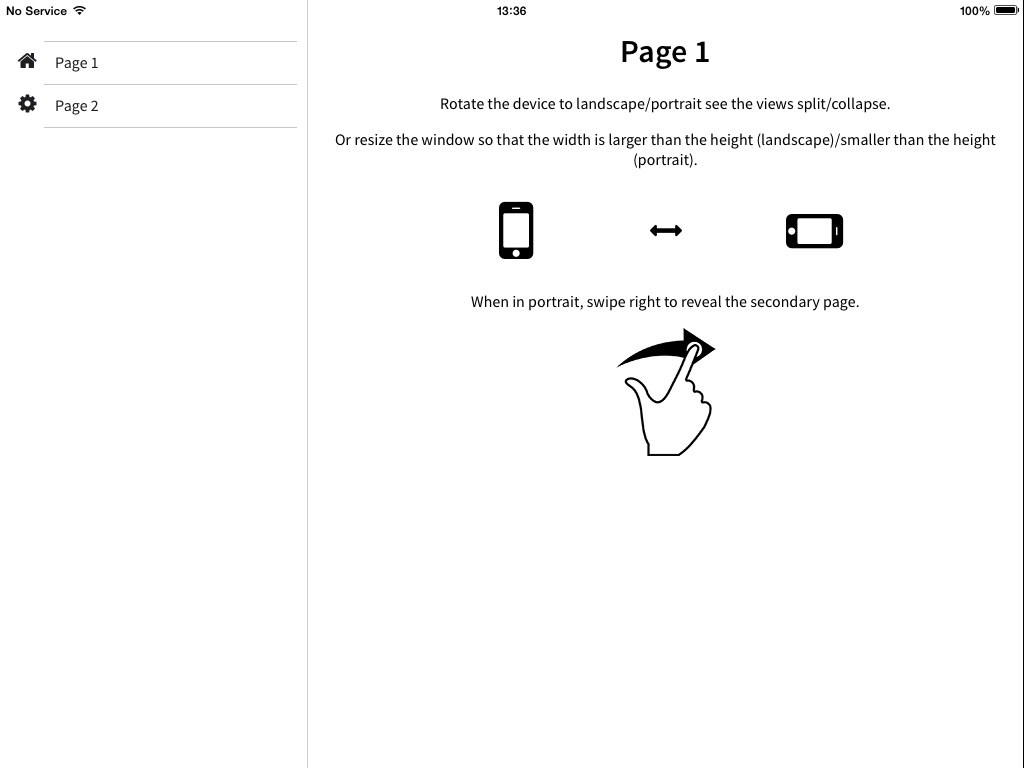 No Service
13:36
100%
Page 1
Page 2
Page 1
Rotate the device to landscape/portrait see the views split/collapse.
Or resize the window so that the width is larger than the height (landscape)/smaller than the height
(portrait).
When in portrait, swipe right to reveal the secondary page.